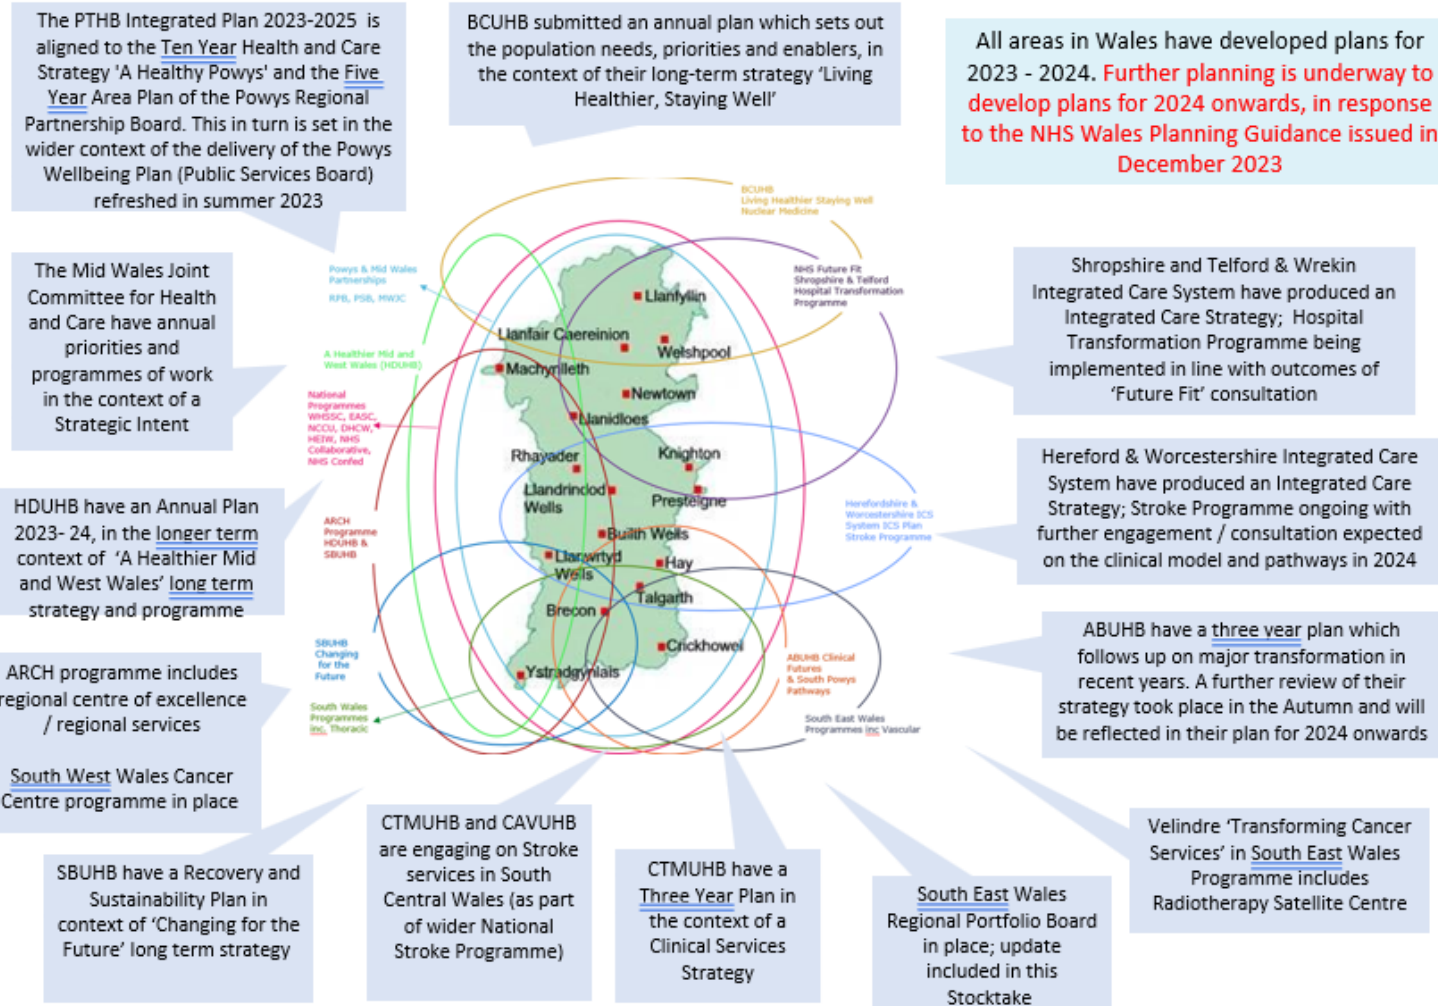 The PTHB Integrated Plan 2023-2025 is
aligned to the Ten Year Health and Care
Strategy 'A Healthy Powys' and the Five
Year Area Plan of the Powys Regional
Partnership Board. This in turn is set in the
wider context of the delivery of the Powys
Wellbeing Plan (Public Services Board)
refreshed in summer 2023
BCUHB submitted an annual plan which sets out
the population needs, priorities and enablers, in
the context of their long-term strategy ‘Living
Healthier, Staying Well’
All areas in Wales have developed plans for
2023 - 2024. Further planning is underway to
develop plans for 2024 onwards, in response
to the NHS Wales Planning Guidance issued in
December 2023
The Mid Wales Joint
Committee for Health
and Care have annual
priorities and
programmes of work
in the context of a
Strategic Intent
HDUHB have an Annual Plan
2023- 24, in the longer term
context of ‘A Healthier Mid
and West Wales’ long term
strategy and programme
ARCH programme includes
regional centre of excellence
/ regional services
South West Wales Cancer
Centre programme in place
SBUHB have a Recovery and
Sustainability Plan in
context of ‘Changing for the
Future’ long term strategy
BCUHB
Living Healthier Staying Well
Nuclear Medicine
Powys & Mid Wales
Partnerships
RPB, PSB, MWJC
NHS Future Fit
Shropshire & Telford
Hospital Transformation
Programme
A Healthier Mid and
West Wales (HDUHB)
National
Programmes
WHSSC, EASC,
NCCU, DHCW,
HEIW, NHS
Collaborative,
NHS Confed
ARCH
Programme
HDUHB &
SBUHB
Herefordshire &
Worcestershire ICS
System ICS Plan
Stroke Programme
SBUHB
Changing
for the
Future
South Wales
Programmes
inc. Thoracic
ABUHB Clinical
Futures
& South Powys
Pathways
South East Wales
Programmes inc Vascular
Llanfyllin
Llanfair Caereinion
Welshpool
Machynlleth
Newtown
Llanidloes
Rhayader
Knighton
Llandrindod
Wells
Presteigne
Builth Wells
Llanwrtyd
Wells
Hay
Talgarth
Brecon
Crickhowel
Ystradgynlais
Shropshire and Telford & Wrekin
Integrated Care System have produced an
Integrated Care Strategy; Hospital
Transformation Programme being
implemented in line with outcomes of
‘Future Fit’ consultation
Hereford & Worcestershire Integrated Care
System have produced an Integrated Care
Strategy; Stroke Programme ongoing with
further engagement / consultation expected
on the clinical model and pathways in 2024
ABUHB have a three year plan which
follows up on major transformation in
recent years. A further review of their
strategy took place in the Autumn and will
be reflected in their plan for 2024 onwards
CTMUHB and CAVUHB
are engaging on Stroke
services in South
Central Wales (as part
of wider National
Stroke Programme)
CTMUHB have a
Three Year Plan in
the context of a
Clinical Services
Strategy
South East Wales
Regional Portfolio Board
in place; update
included in this
Stocktake
Velindre ‘Transforming Cancer
Services’ in South East Wales
Programme includes
Radiotherapy Satellite Centre